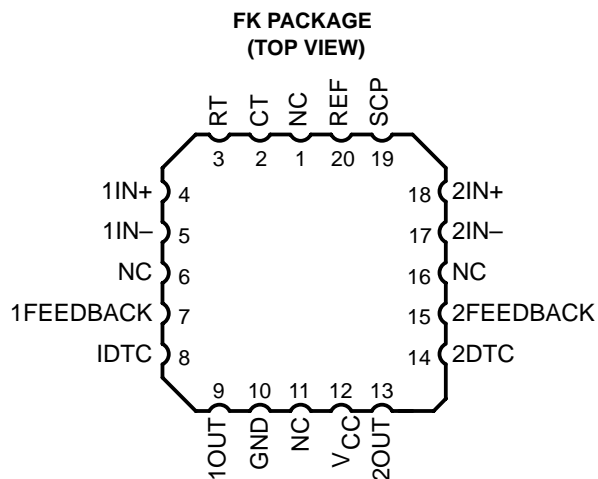 FK PACKAGE
(TOP VIEW)
RT CT NC REF SCP
3 2 1 20 19
1IN+ 4 18 2IN+
1IN– 5 17 2IN–
NC 6 16 NC
1FEEDBACK 7 15 2FEEDBACK
IDTC 8 14 2DTC
9 10 11 12 13
1OUT GND NC VCC 2OUT